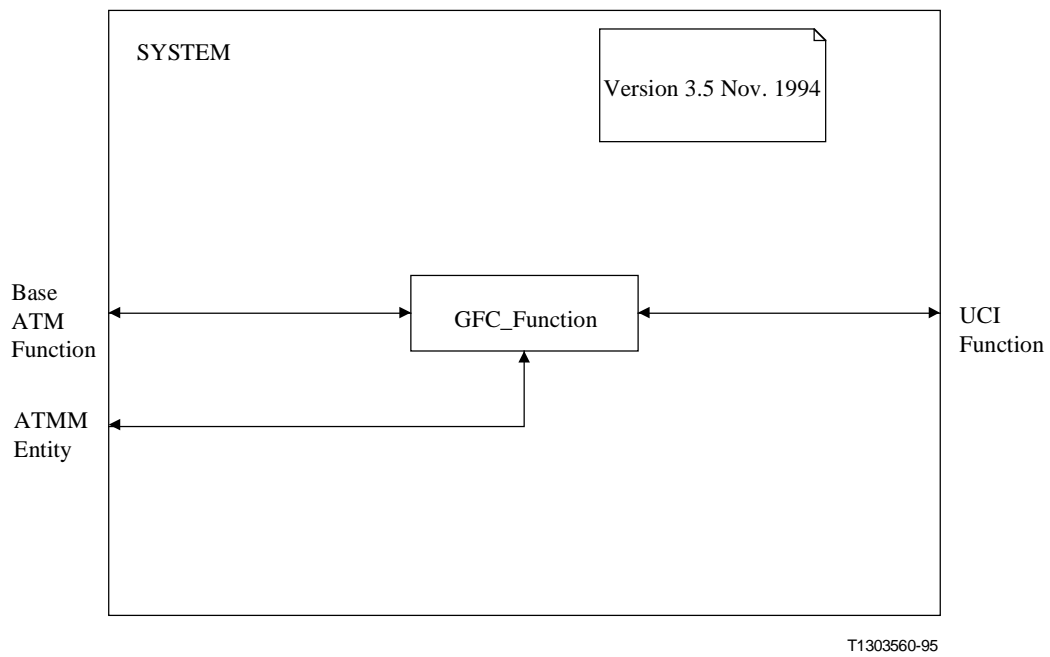 SYSTEM
Version 3.5 Nov. 1994
Base
ATM
Function
GFC_Function
UCI
Function
ATMM
Entity
T1303560-95